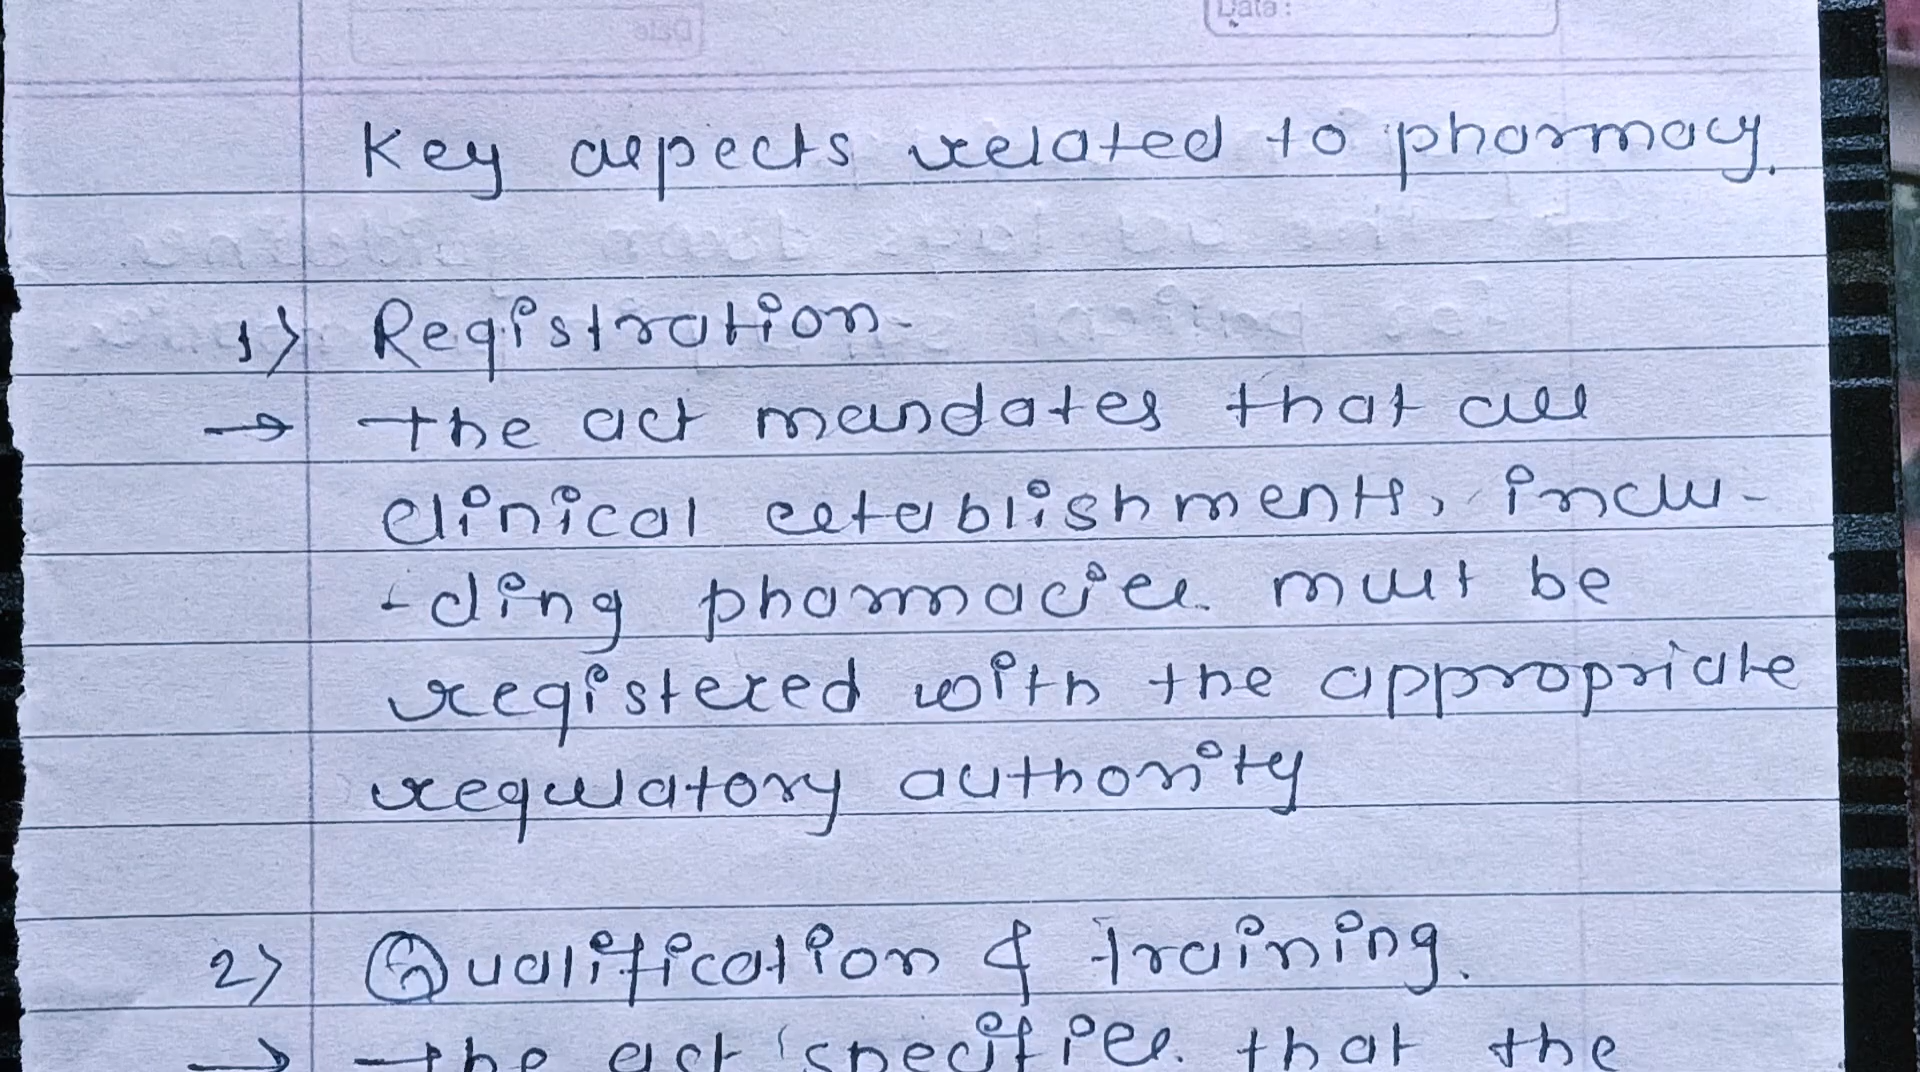 Date:
Key aspects related to pharmacy.
1) Registration-
→ the act mandates that all
clinical establishments, inclu-
-ding pharmacies must be
registered with the appropriate
regulatory authority
2) Qualification & training.
→ the act specifies that the